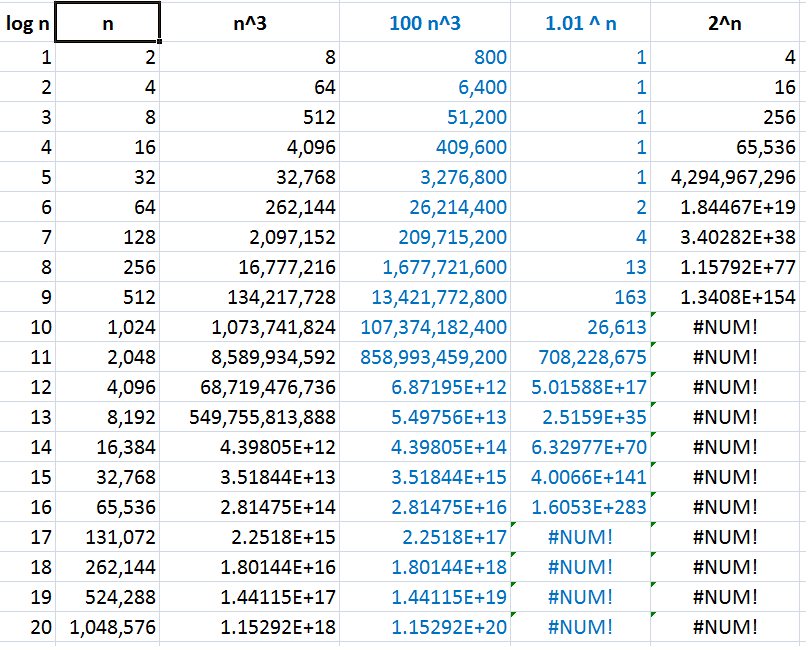 log n n n^3 100 n^3 1.01 ^ n 2^n
1 2 8 800 1 4
2 4 64 6,400 1 16
3 8 512 51,200 1 256
4 16 4,096 409,600 1 65,536
5 32 32,768 3,276,800 1 4,294,967,296
6 64 262,144 26,214,400 2 1.84467E+19
7 128 2,097,152 209,715,200 4 3.40282E+38
8 256 16,777,216 1,677,721,600 13 1.15792E+77
9 512 134,217,728 13,421,772,800 163 1.3408E+154
10 1,024 1,073,741,824 107,374,182,400 26,613 #NUM!
11 2,048 8,589,934,592 858,993,459,200 708,228,675 #NUM!
12 4,096 68,719,476,736 6.87195E+12 5.01588E+17 #NUM!
13 8,192 549,755,813,888 5.49756E+13 2.5159E+35 #NUM!
14 16,384 4.39805E+12 4.39805E+14 6.32977E+70 #NUM!
15 32,768 3.51844E+13 3.51844E+15 4.0066E+141 #NUM!
16 65,536 2.81475E+14 2.81475E+16 1.6053E+283 #NUM!
17 131,072 2.2518E+15 2.2518E+17 #NUM! #NUM!
18 262,144 1.80144E+16 1.80144E+18 #NUM! #NUM!
19 524,288 1.44115E+17 1.44115E+19 #NUM! #NUM!
20 1,048,576 1.15292E+18 1.15292E+20 #NUM! #NUM!